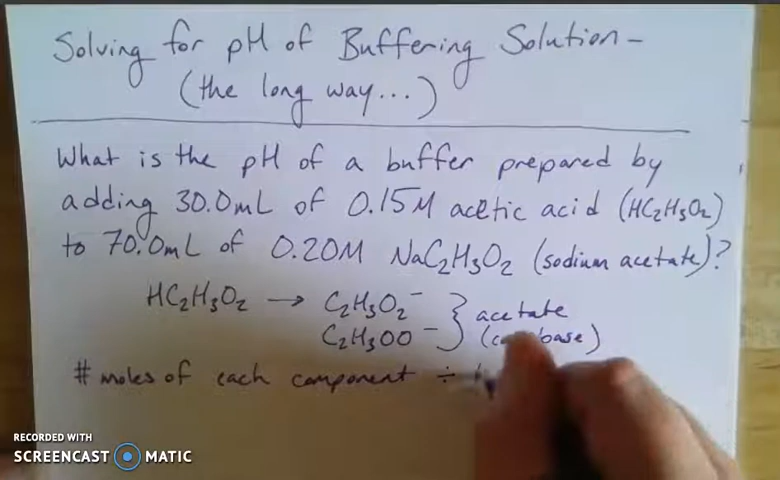 Solving for pH of Buffering Solution -
(the long way...)
What is the pH of a buffer prepared by
adding 30.0mL of 0.15M acetic acid (HC2H3O2)
to 70.0mL of 0.20M NaC2H3O2 (sodium acetate)?
HC2H3O2 → C2H3O2⁻ } acetate
C2H3OO⁻ } base)
# moles of each component ÷
RECORDED WITH
SCREENCAST MATIC